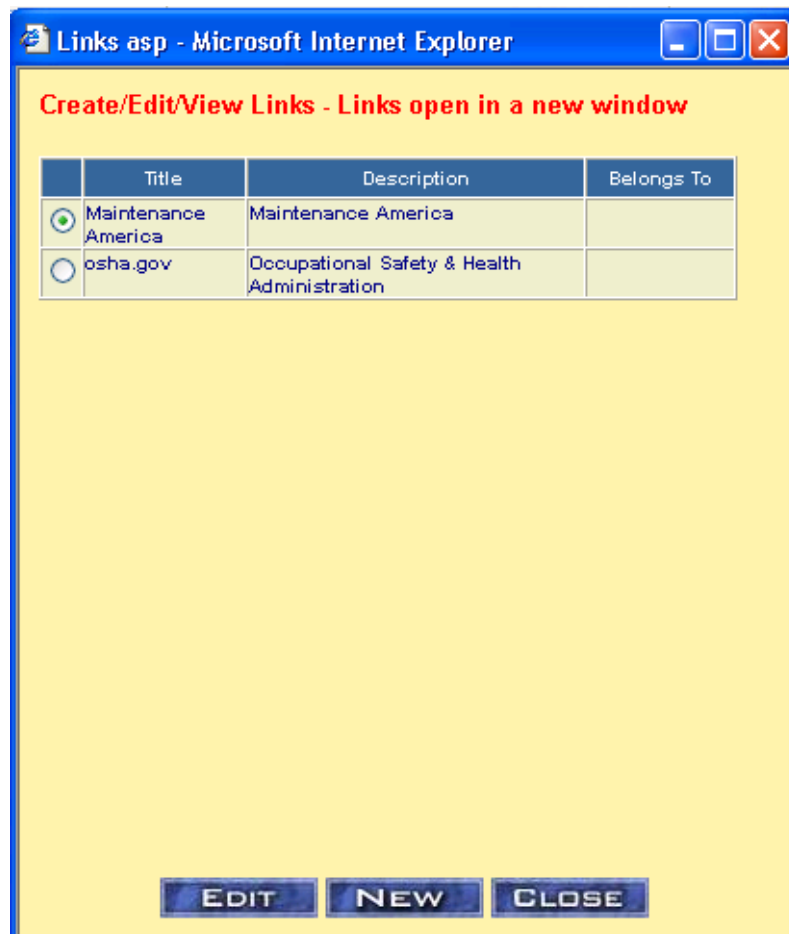 Links asp - Microsoft Internet Explorer
Create/Edit/View Links - Links open in a new window
Title Description Belongs To
Maintenance America Maintenance America
osha.gov Occupational Safety & Health Administration
EDIT NEW CLOSE